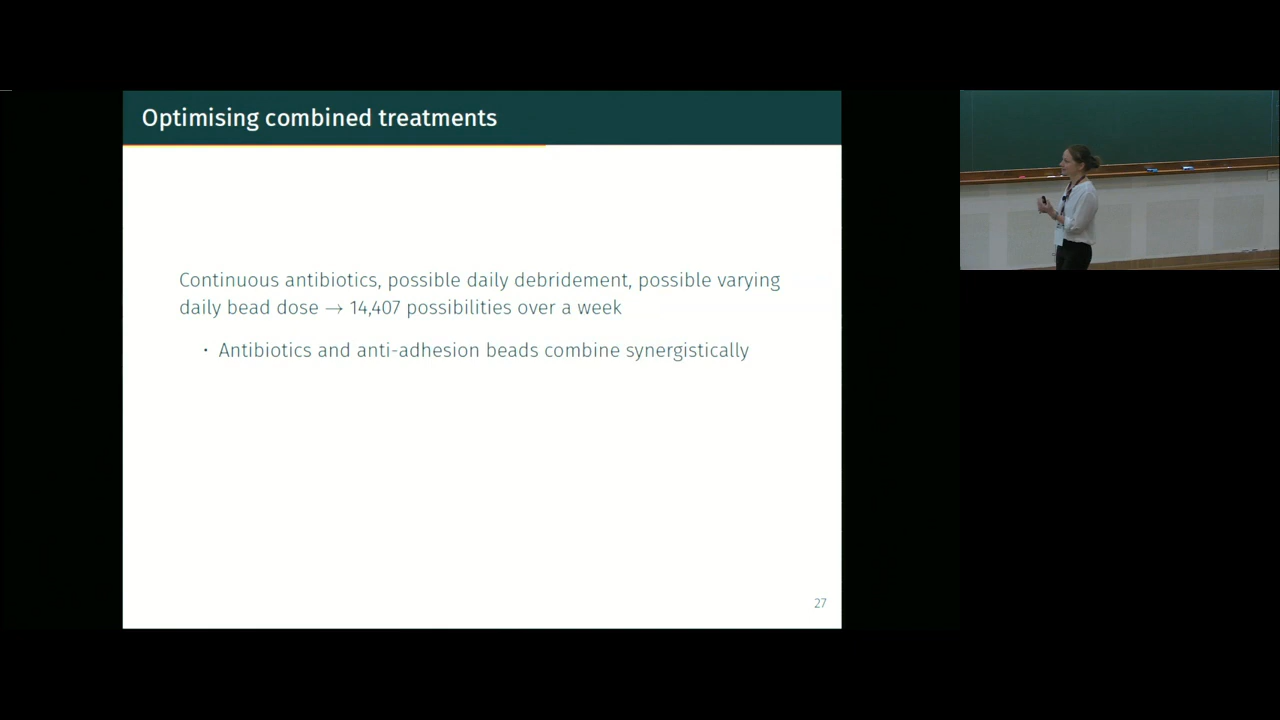 Optimising combined treatments
Continuous antibiotics, possible daily debridement, possible varying
daily bead dose → 14,407 possibilities over a week
· Antibiotics and anti-adhesion beads combine synergistically
27